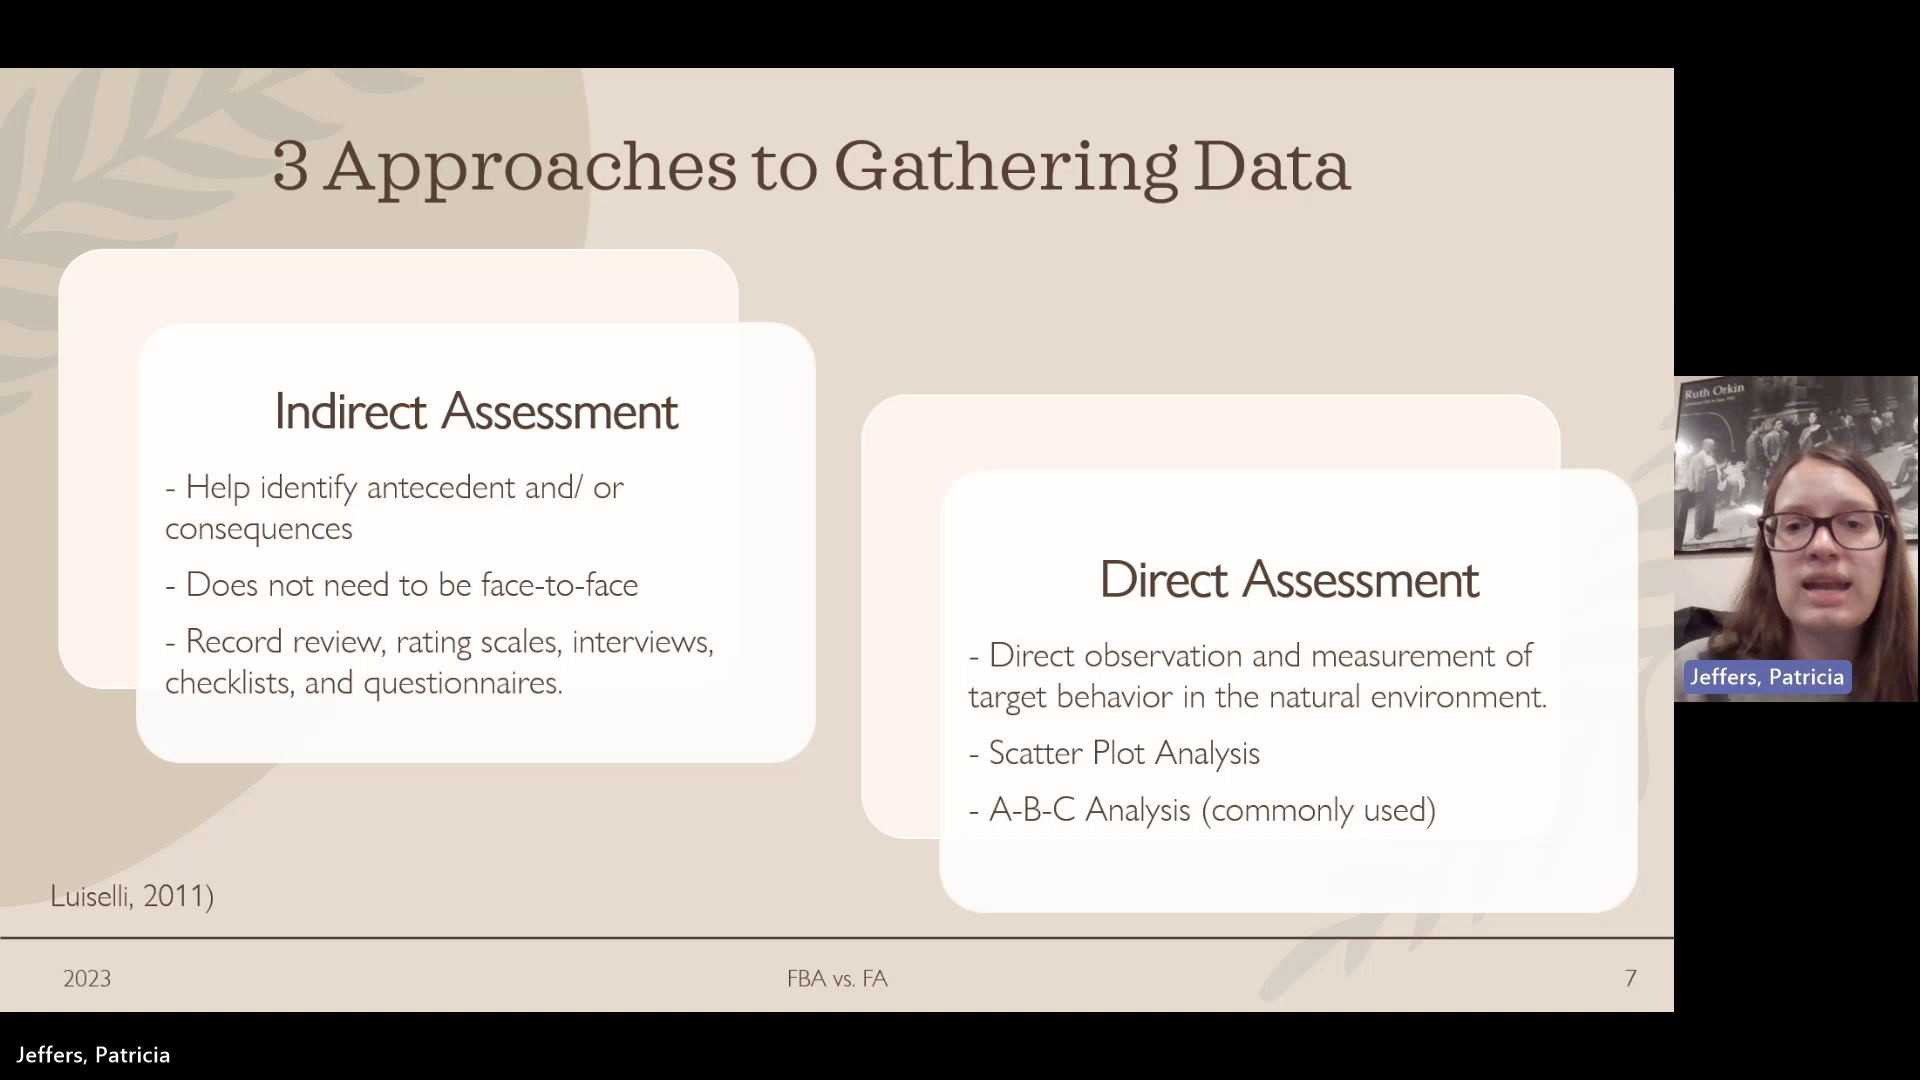 3 Approaches to Gathering Data
Indirect Assessment
- Help identify antecedent and/ or
consequences
- Does not need to be face-to-face
- Record review, rating scales, interviews,
checklists, and questionnaires.
Direct Assessment
- Direct observation and measurement of
target behavior in the natural environment.
- Scatter Plot Analysis
- A-B-C Analysis (commonly used)
Luiselli, 2011)
2023
FBA vs. FA
7
Ruth Orkin
Jeffers, Patricia
Jeffers, Patricia